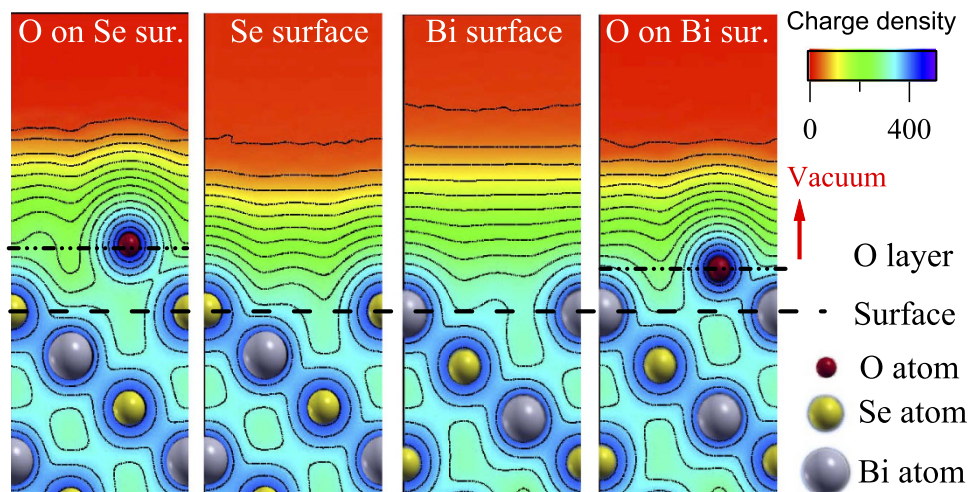 O on Se sur.
Se surface
Bi surface
O on Bi sur.
Charge density
0 400
Vacuum
O layer
Surface
O atom
Se atom
Bi atom